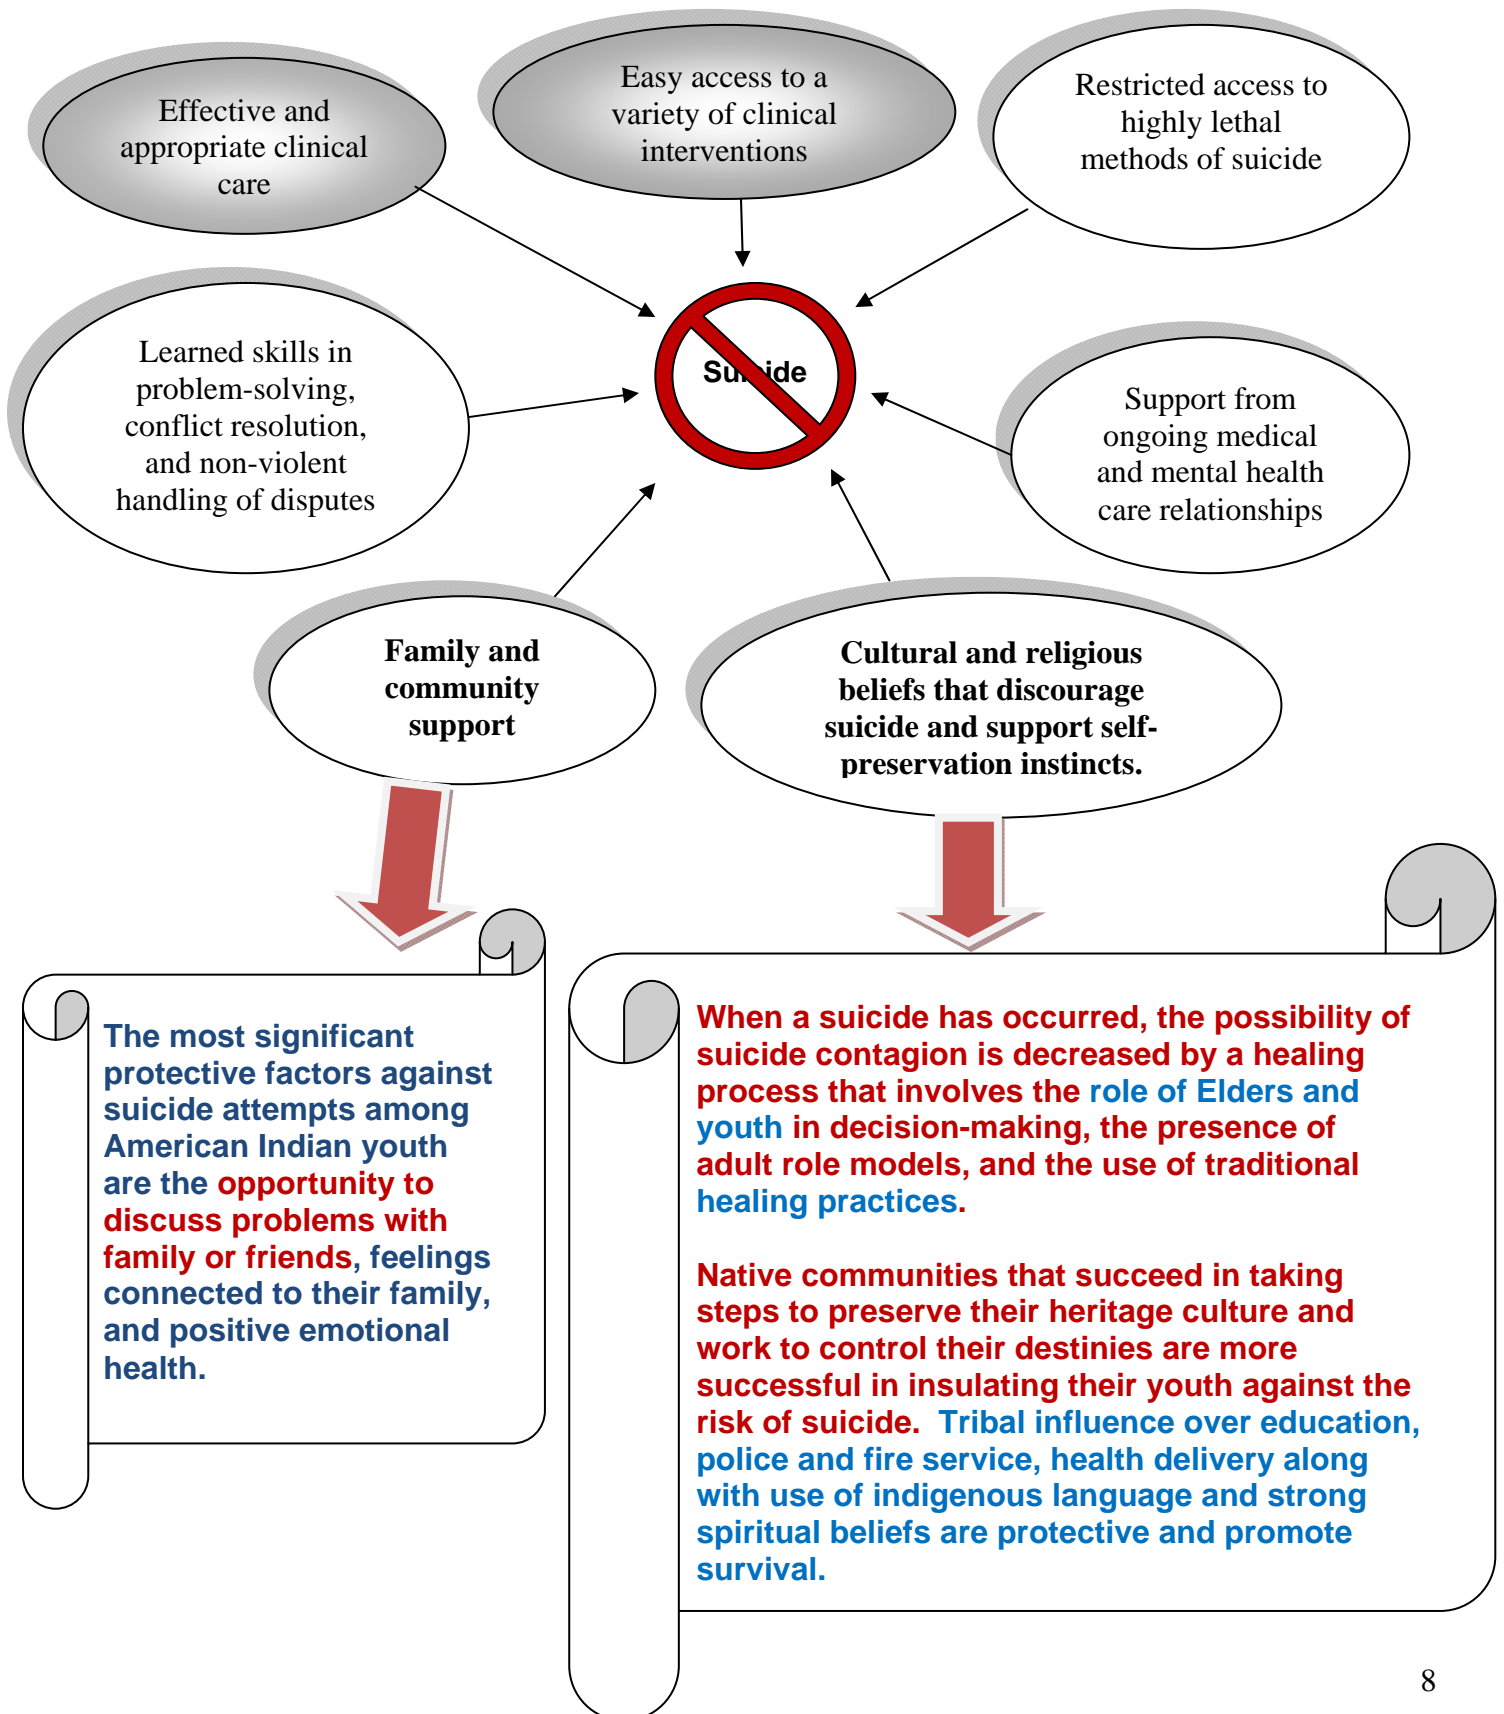 Effective and
appropriate clinical
care
Easy access to a
variety of clinical
interventions
Restricted access to
highly lethal
methods of suicide
Learned skills in
problem-solving,
conflict resolution,
and non-violent
handling of disputes
Suicide
Support from
ongoing medical
and mental health
care relationships
Family and
community
support
Cultural and religious
beliefs that discourage
suicide and support self-
preservation instincts.
The most significant
protective factors against
suicide attempts among
American Indian youth
are the opportunity to
discuss problems with
family or friends, feelings
connected to their family,
and positive emotional
health.
When a suicide has occurred, the possibility of
suicide contagion is decreased by a healing
process that involves the role of Elders and
youth in decision-making, the presence of
adult role models, and the use of traditional
healing practices.
Native communities that succeed in taking
steps to preserve their heritage culture and
work to control their destinies are more
successful in insulating their youth against the
risk of suicide.  Tribal influence over education,
police and fire service, health delivery along
with use of indigenous language and strong
spiritual beliefs are protective and promote
survival.
8